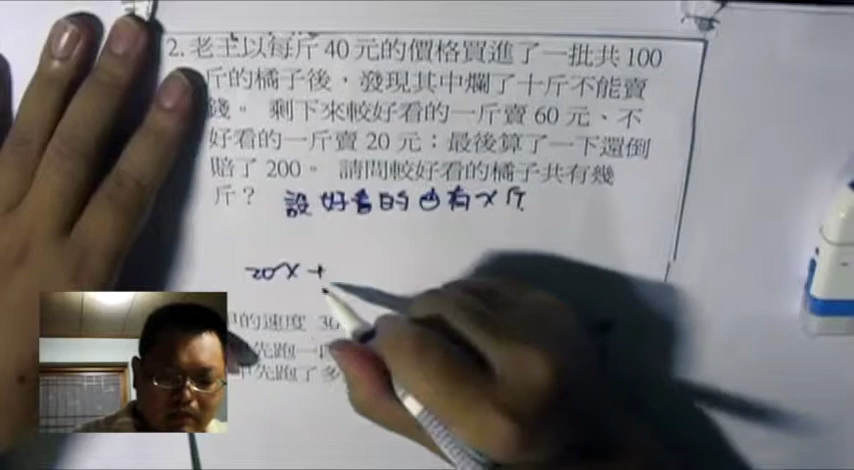 2. 老王以每斤 40 元的價格買進了一批共 100
斤的橘子後，發現其中爛了十斤不能賣
錢。 剩下來較好看的一斤賣 60 元、不
好看的一斤賣 20 元：最後算了一下還倒
賠了 200。 請問較好看的橘子共有幾
斤？ 設好看的有X斤
20X +
的速度 30
先跑一
甲先跑了多